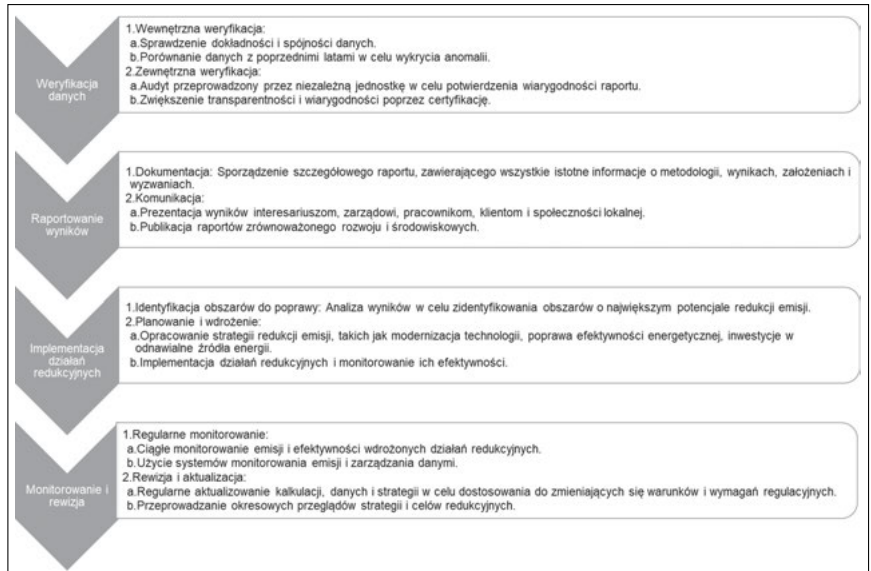 Weryfikacja
danych
1.Wewnętrzna weryfikacja:
a.Sprawdzenie dokładności i spójności danych.
b.Porównanie danych z poprzednimi latami w celu wykrycia anomalii.
2.Zewnętrzna weryfikacja:
a.Audyt przeprowadzony przez niezależną jednostkę w celu potwierdzenia wiarygodności raportu.
b.Zwiększenie transparentności i wiarygodności poprzez certyfikację.
Raportowanie
wyników
1.Dokumentacja: Sporządzenie szczegółowego raportu, zawierającego wszystkie istotne informacje o metodologii, wynikach, założeniach i
wyzwaniach.
2.Komunikacja:
a.Prezentacja wyników interesariuszom, zarządowi, pracownikom, klientom i społeczności lokalnej.
b.Publikacja raportów zrównoważonego rozwoju i środowiskowych.
Implementacja
działań
redukcyjnych
1.Identyfikacja obszarów do poprawy: Analiza wyników w celu zidentyfikowania obszarów o największym potencjale redukcji emisji.
2.Planowanie i wdrożenie:
a.Opracowanie strategii redukcji emisji, takich jak modernizacja technologii, poprawa efektywności energetycznej, inwestycje w
odnawialne źródła energii.
b.Implementacja działań redukcyjnych i monitorowanie ich efektywności.
Monitorowanie i
rewizja
1.Regularne monitorowanie:
a.Ciągłe monitorowanie emisji i efektywności wdrożonych działań redukcyjnych.
b.Użycie systemów monitorowania emisji i zarządzania danymi.
2.Rewizja i aktualizacja:
a.Regularne aktualizowanie kalkulacji, danych i strategii w celu dostosowania do zmieniających się warunków i wymagań regulacyjnych.
b.Przeprowadzanie okresowych przeglądów strategii i celów redukcyjnych.